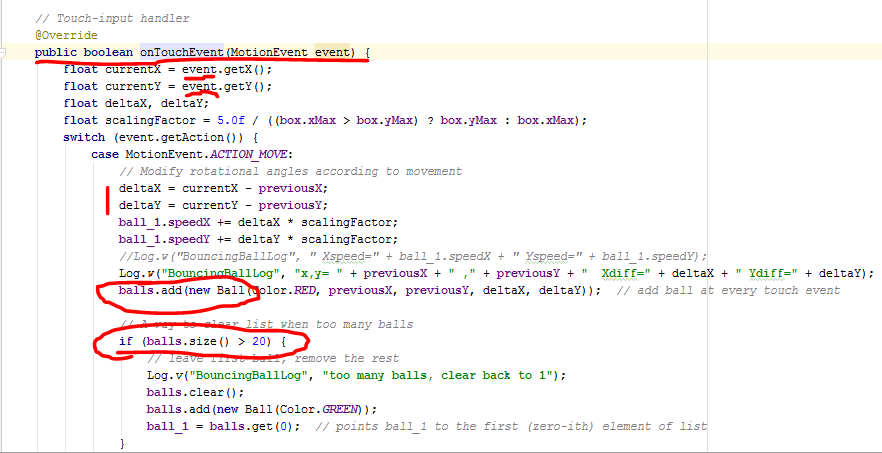 // Touch-input handler
@Override
public boolean onTouchEvent(MotionEvent event) {
float currentX = event.getX();
float currentY = event.getY();
float deltaX, deltaY;
float scalingFactor = 5.0f / ((box.xMax > box.yMax) ? box.yMax : box.xMax);
switch (event.getAction()) {
case MotionEvent.ACTION_MOVE:
// Modify rotational angles according to movement
deltaX = currentX - previousX;
deltaY = currentY - previousY;
ball_1.speedX += deltaX * scalingFactor;
ball_1.speedY += deltaY * scalingFactor;
//Log.v("BouncingBallLog", " Xspeed=" + ball_1.speedX + " Yspeed=" + ball_1.speedY);
Log.v("BouncingBallLog", "x,y= " + previousX + " ," + previousY + "  Xdiff=" + deltaX + " Ydiff=" + deltaY);
balls.add(new Ball(Color.RED, previousX, previousY, deltaX, deltaY));  // add ball at every touch event
// A way to clear list when too many balls
if (balls.size() > 20) {
// leave first ball, remove the rest
Log.v("BouncingBallLog", "too many balls, clear back to 1");
balls.clear();
balls.add(new Ball(Color.GREEN));
ball_1 = balls.get(0);  // points ball_1 to the first (zero-ith) element of list
}